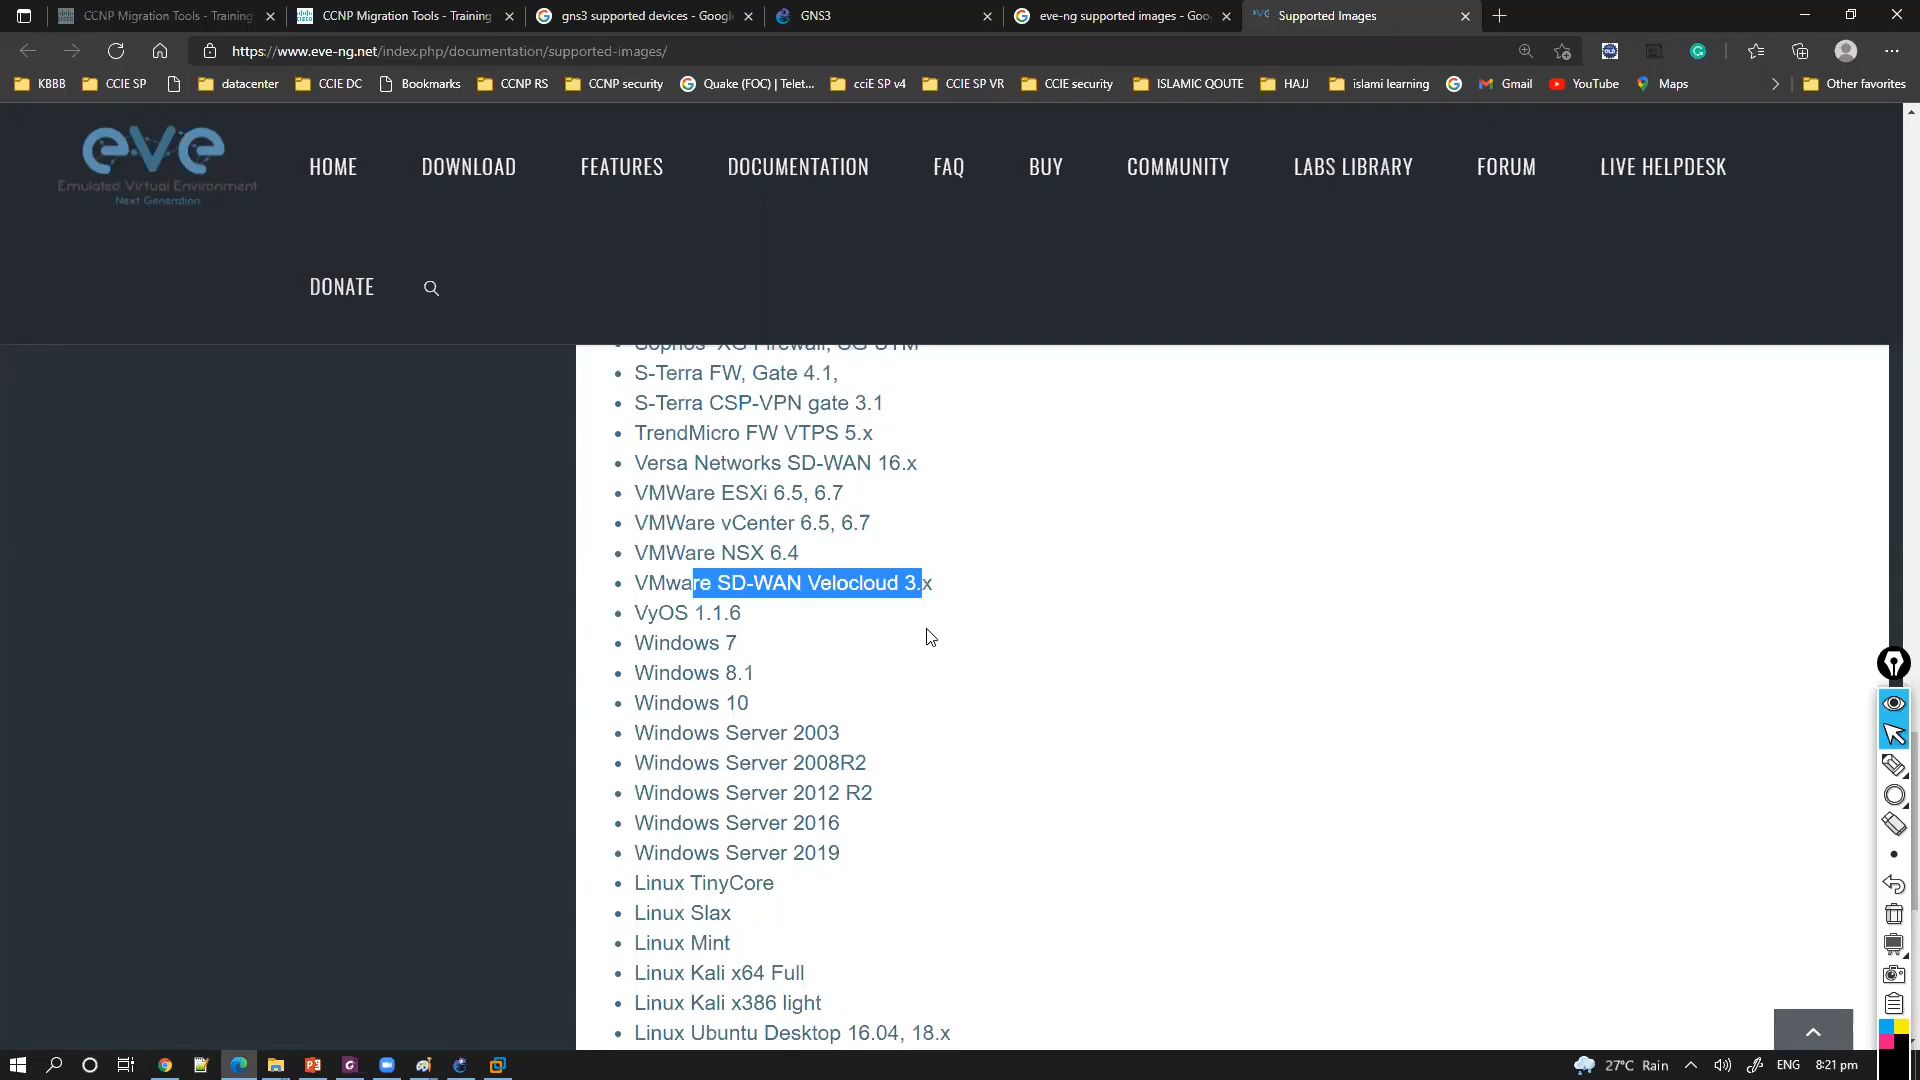 CCNP Migration Tools - Training
CCNP Migration Tools - Training
gns3 supported devices - Googl
GNS3
eve-ng supported images - Goo
Supported Images
https://www.eve-ng.net/index.php/documentation/supported-images/
KBBB
CCIE SP
datacenter
CCIE DC
Bookmarks
CCNP RS
CCNP security
Quake (FOC) | Telet...
cciE SP v4
CCIE SP VR
CCIE security
ISLAMIC QOUTE
HAJJ
islami learning
Gmail
YouTube
Maps
Other favorites
eve
Emulated Virtual Environment
Next Generation
HOME
DOWNLOAD
FEATURES
DOCUMENTATION
FAQ
BUY
COMMUNITY
LABS LIBRARY
FORUM
LIVE HELPDESK
DONATE
Sophos XG Firewall, SG UTM
S-Terra FW, Gate 4.1,
S-Terra CSP-VPN gate 3.1
TrendMicro FW VTPS 5.x
Versa Networks SD-WAN 16.x
VMWare ESXi 6.5, 6.7
VMWare vCenter 6.5, 6.7
VMWare NSX 6.4
VMware SD-WAN Velocloud 3.x
VyOS 1.1.6
Windows 7
Windows 8.1
Windows 10
Windows Server 2003
Windows Server 2008R2
Windows Server 2012 R2
Windows Server 2016
Windows Server 2019
Linux TinyCore
Linux Slax
Linux Mint
Linux Kali x64 Full
Linux Kali x386 light
Linux Ubuntu Desktop 16.04, 18.x
27°C Rain
ENG
8:21 pm